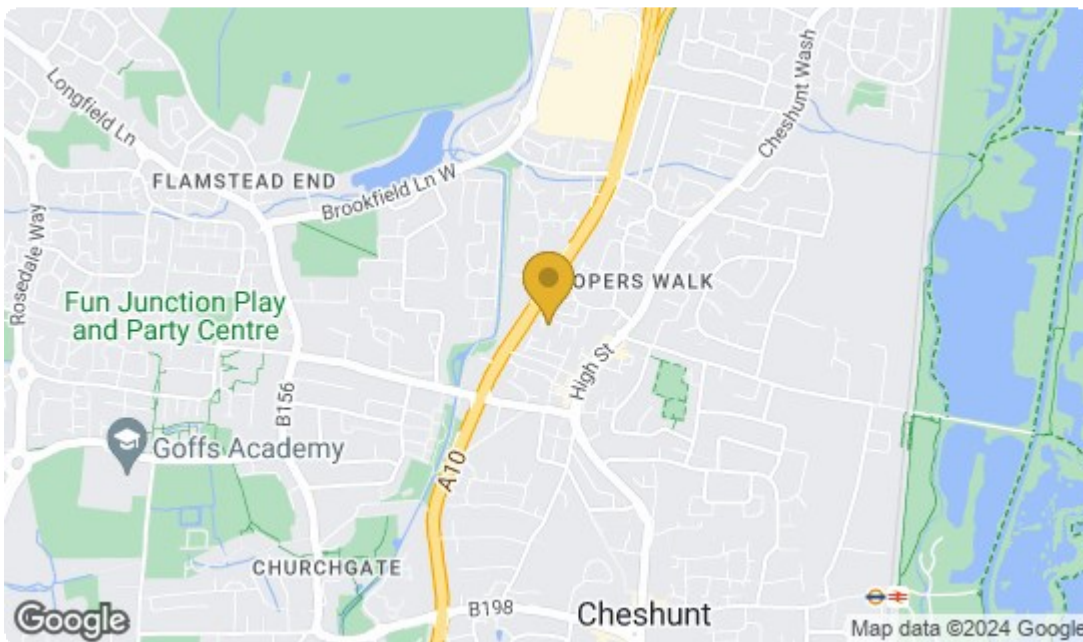 Longfield Ln
Cheshunt Wash
FLAMSTEAD END
Brookfield Ln W
Rosedale Way
OPERS WALK
Fun Junction Play
and Party Centre
High St
B156
Goffs Academy
A10
CHURCHGATE
B198
Cheshunt
Google
Map data ©2024 Google